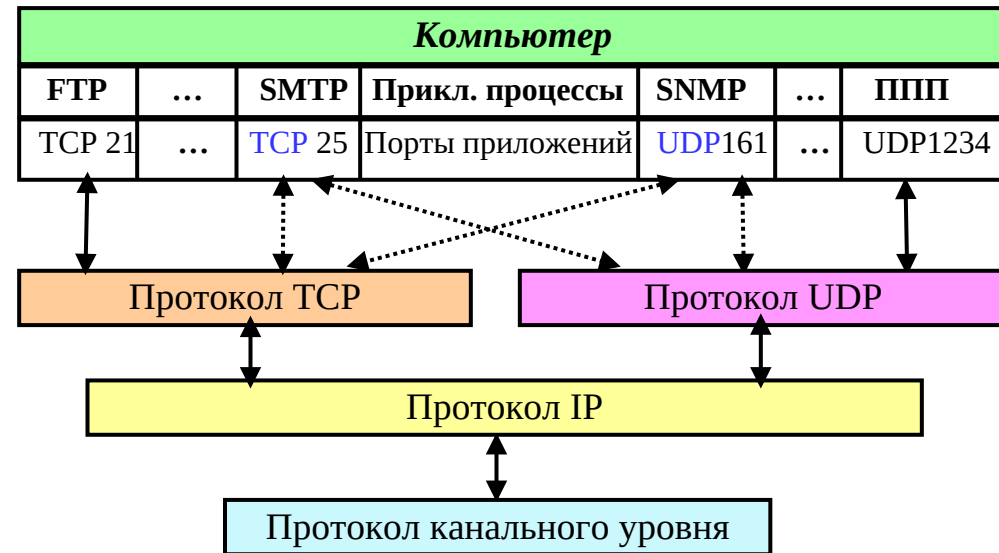 Компьютер
FTP … SMTP Прикл. процессы SNMP … ППП
TCP 21 … TCP 25 Порты приложений UDP161 … UDP1234
Протокол TCP Протокол UDP
Протокол IP
Протокол канального уровня